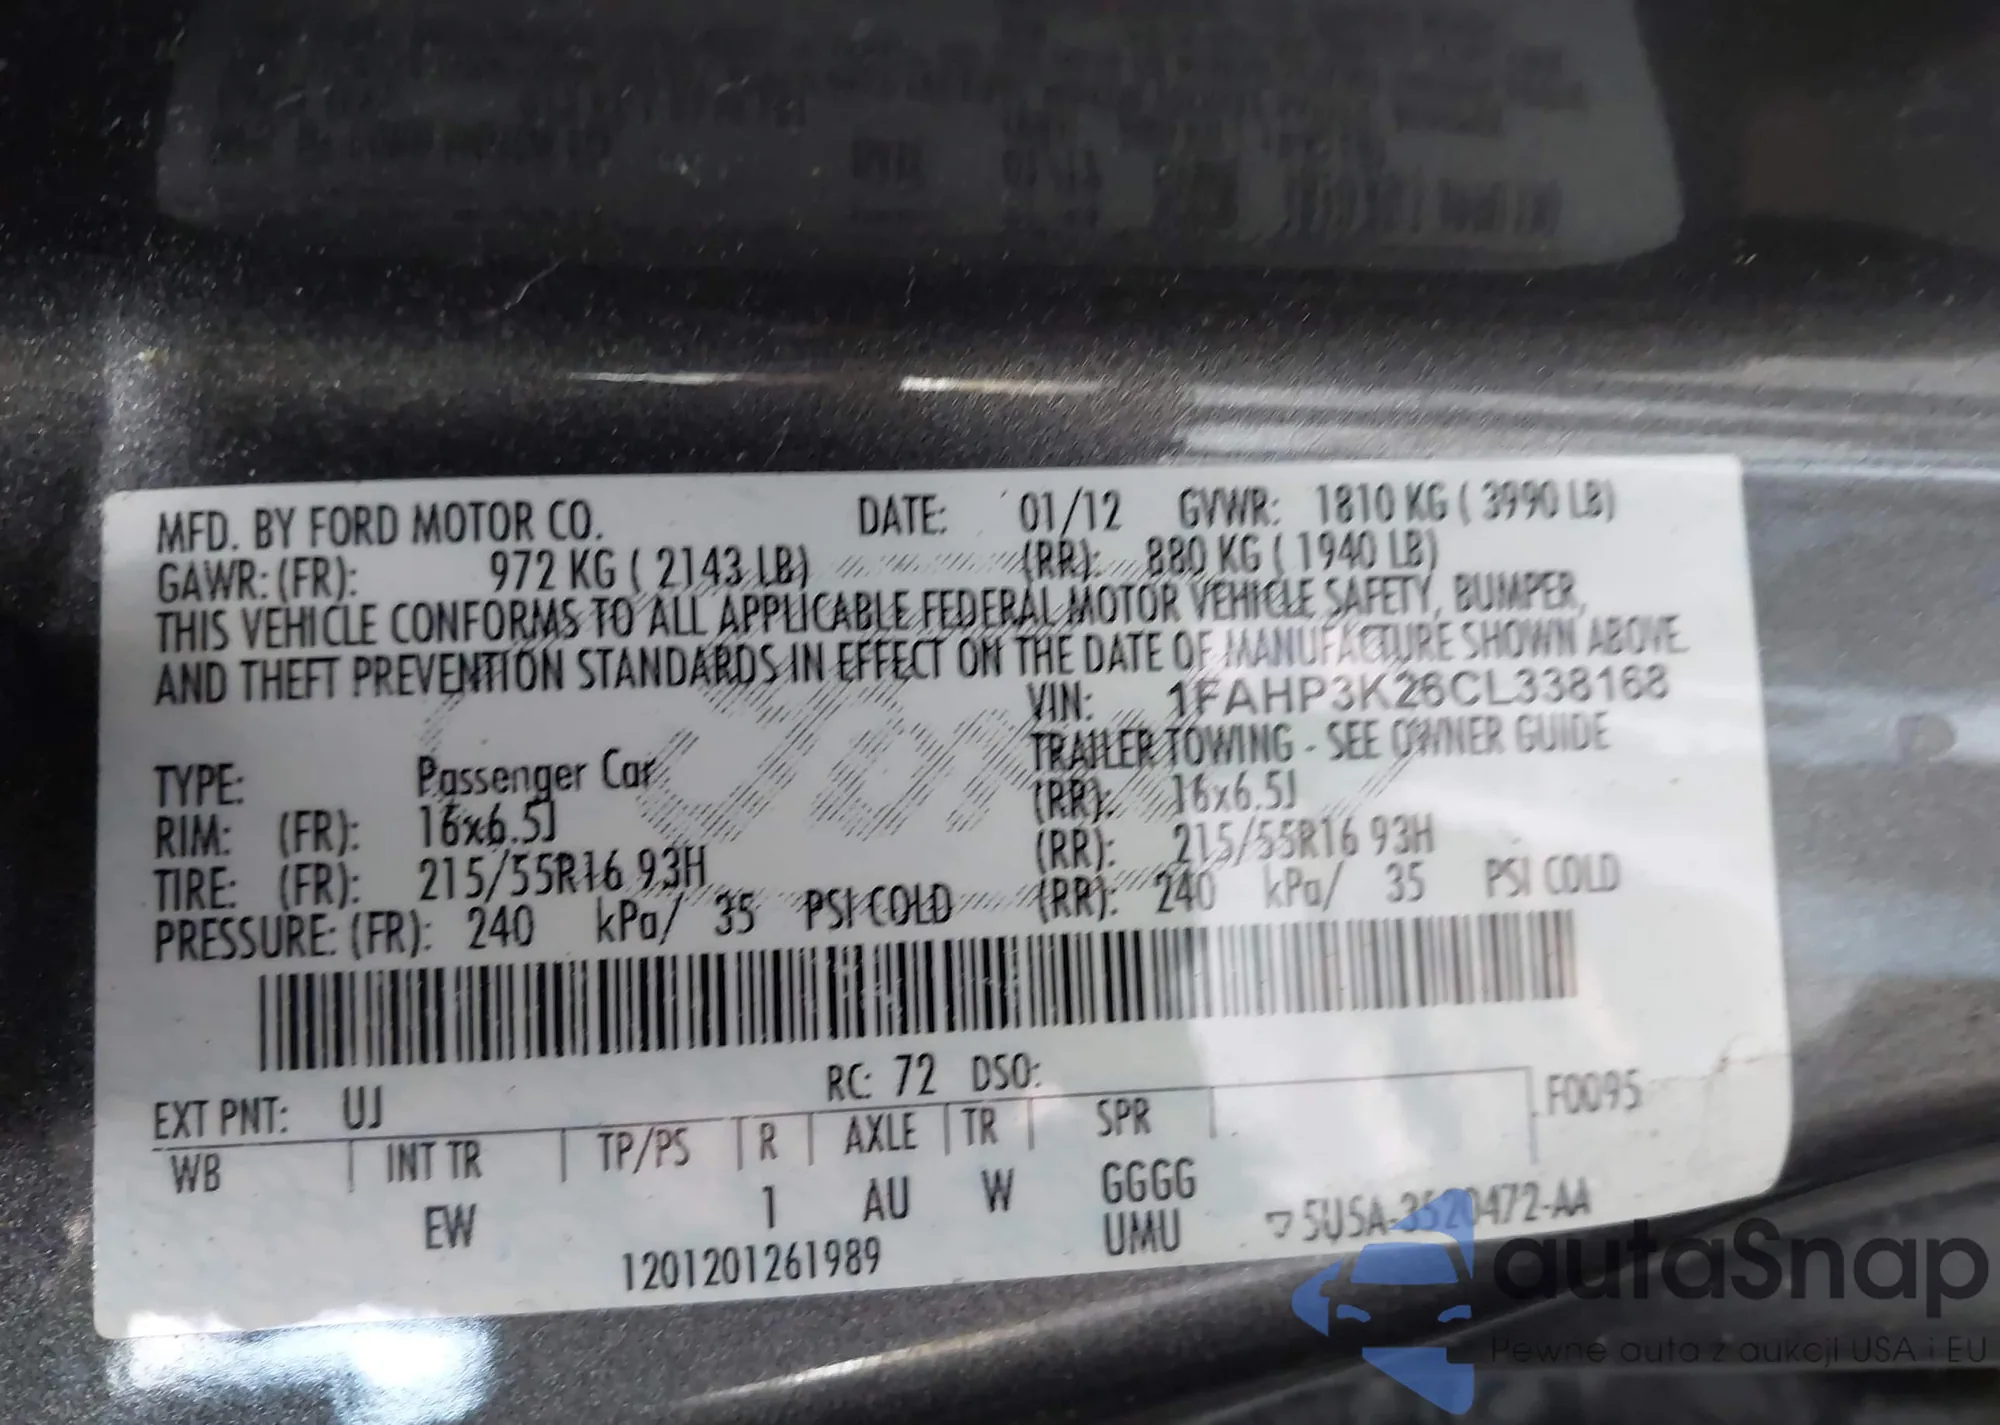 MFD. BY FORD MOTOR CO. DATE: 01/12 GVWR: 1810 KG ( 3990 LB)
GAWR: (FR): 972 KG ( 2143 LB) (RR): 880 KG ( 1940 LB)
THIS VEHICLE CONFORMS TO ALL APPLICABLE FEDERAL MOTOR VEHICLE SAFETY, BUMPER,
AND THEFT PREVENTION STANDARDS IN EFFECT ON THE DATE OF MANUFACTURE SHOWN ABOVE.
VIN: 1FAHP3K26CL338168
TYPE: Passenger Car TRAILER TOWING - SEE OWNER GUIDE
RIM: (FR): 16x6.5J (RR): 16x6.5J
TIRE: (FR): 215/55R16 93H (RR): 215/55R16 93H
PRESSURE: (FR): 240 kPa/ 35 PSI COLD (RR): 240 kPa/ 35 PSI COLD
EXT PNT: UJ RC: 72 DSO:
WB INT TR TP/PS R AXLE TR SPR F0095
EW 1 AU W GGGG
UMU
1201201261989 5U5A-3520472-AA
autaSnap
Pewne auta z aukcji USA i EU